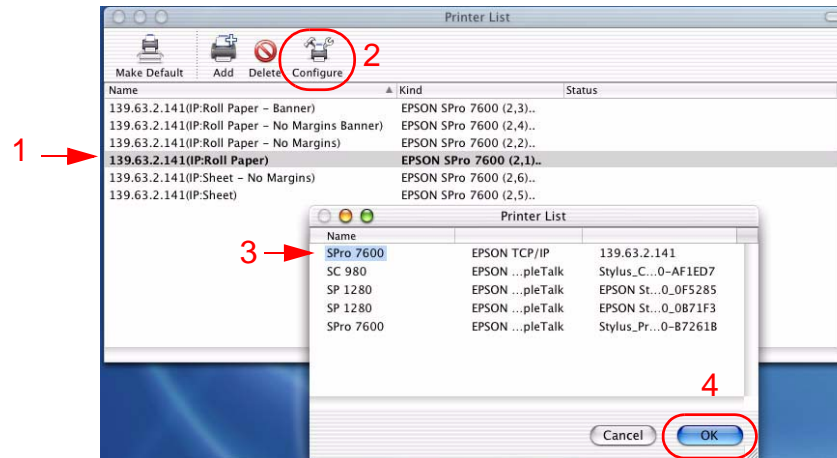 Printer List
2
Make Default Add Delete Configure
Name Kind Status
139.63.2.141(IP:Roll Paper – Banner) EPSON SPro 7600 (2,3)..
139.63.2.141(IP:Roll Paper – No Margins Banner) EPSON SPro 7600 (2,4)..
139.63.2.141(IP:Roll Paper – No Margins) EPSON SPro 7600 (2,2)..
1
139.63.2.141(IP:Roll Paper) EPSON SPro 7600 (2,1)..
139.63.2.141(IP:Sheet – No Margins) EPSON SPro 7600 (2,6)..
139.63.2.141(IP:Sheet) EPSON SPro 7600 (2,5)..
Printer List
Name
3
SPro 7600 EPSON TCP/IP 139.63.2.141
SC 980 EPSON ...pleTalk Stylus_C...0-AF1ED7
SP 1280 EPSON ...pleTalk EPSON St...0_0F5285
SP 1280 EPSON ...pleTalk EPSON St...0_0B71F3
SPro 7600 EPSON ...pleTalk Stylus_Pr...0-B7261B
4
Cancel OK